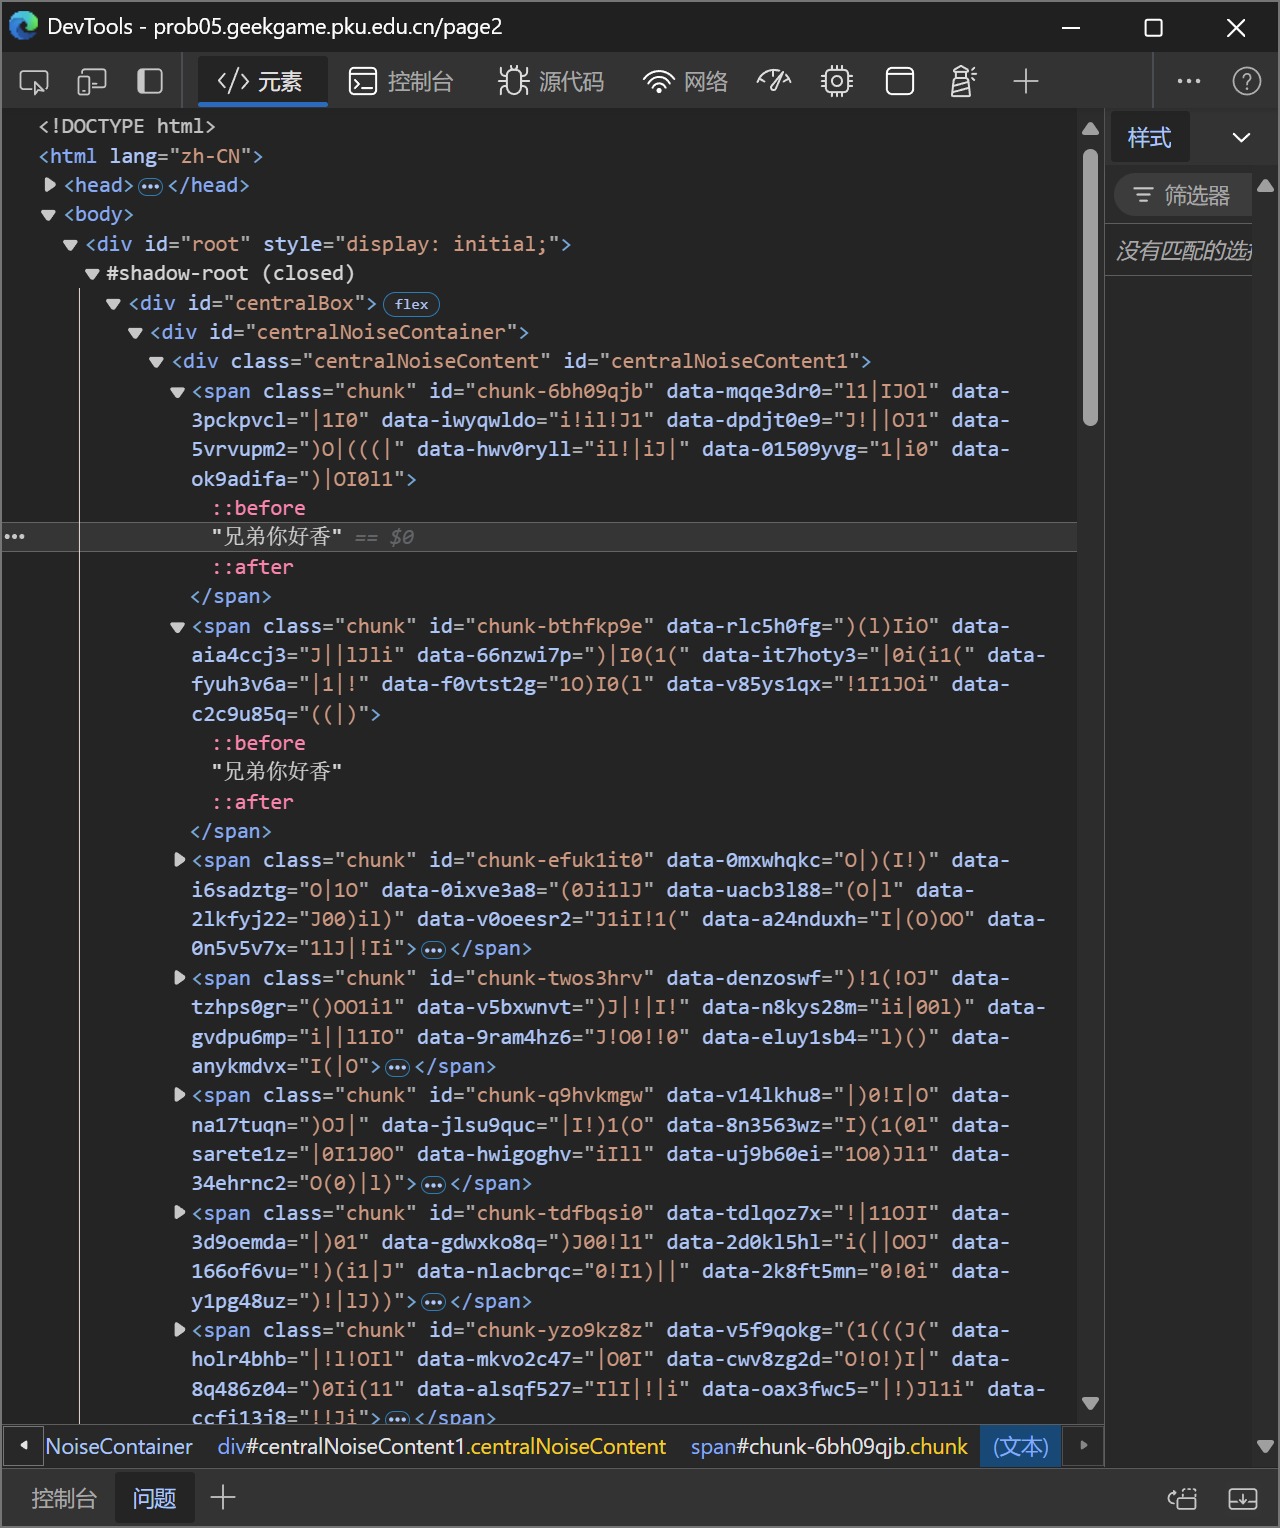 DevTools - prob05.geekgame.pku.edu.cn/page2
元素 控制台 源代码 网络
<!DOCTYPE html>
<html lang="zh-CN">
<head> ••• </head>
<body>
<div id="root" style="display: initial;">
#shadow-root (closed)
<div id="centralBox"> flex
<div id="centralNoiseContainer">
<div class="centralNoiseContent" id="centralNoiseContent1">
<span class="chunk" id="chunk-6bh09qjb" data-mqqe3dr0="l1|IJOl" data-
3pckpvcl="|1I0" data-iwyqwldo="i!il!J1" data-dpdjt0e9="J!||OJ1" data-
5vrvupm2=")O|(((|" data-hwv0ryll="il!|iJ|" data-01509yvg="1|i0" data-
ok9adifa=")|OI0l1">
::before
"兄弟你好香" == $0
::after
</span>
<span class="chunk" id="chunk-bthfkp9e" data-rlc5h0fg=")(l)IiO" data-
aia4ccj3="J||lJli" data-66nzwi7p=")|I0(1(" data-it7hoty3="|0i(i1(" data-
fyuh3v6a="|1|!" data-f0vtst2g="1O)I0(l" data-v85ys1qx="!1I1JOi" data-
c2c9u85q="((|)">
::before
"兄弟你好香"
::after
</span>
<span class="chunk" id="chunk-efuk1it0" data-0mxwhqkc="O|)(I!)" data-
i6sadztg="O|1O" data-0ixve3a8="(0Ji1lJ" data-uacb3l88="(O|l" data-
2lkfyj22="J00)il)" data-v0oeesr2="J1iI!1(" data-a24nduxh="I|(O)OO" data-
0n5v5v7x="1lJ|!Ii"> ••• </span>
<span class="chunk" id="chunk-twos3hrv" data-denzoswf=")!1(!OJ" data-
tzhps0gr="()OO1i1" data-v5bxwnvt=")J|!|I!" data-n8kys28m="ii|00l)" data-
gvdpu6mp="i||l1IO" data-9ram4hz6="J!O0!!0" data-eluy1sb4="l)()" data-
anykmdvx="I(|O"> ••• </span>
<span class="chunk" id="chunk-q9hvkmgw" data-v14lkhu8="|)0!I|O" data-
na17tuqn=")OJ|" data-jlsu9quc="|I!)1(O" data-8n3563wz="I)(1(0l" data-
sarete1z="|0I1J0O" data-hwigoghv="iIll" data-uj9b60ei="1O0)Jl1" data-
34ehrnc2="O(0)|l)"> ••• </span>
<span class="chunk" id="chunk-tdfbqsi0" data-tdlqoz7x="!|11OJI" data-
3d9oemda="|)01" data-gdwxko8q=")J00!l1" data-2d0kl5hl="i(||OOJ" data-
166of6vu="!)(i1|J" data-nlacbrqc="0!I1)||" data-2k8ft5mn="0!0i" data-
y1pg48uz=")!|lJ))"> ••• </span>
<span class="chunk" id="chunk-yzo9kz8z" data-v5f9qokg="(1(((J(" data-
holr4bhb="|!l!OIl" data-mkvo2c47="|O0I" data-cwv8zg2d="O!O!)I|" data-
8q486z04=")0Ii(11" data-alsqf527="IlI|!|i" data-oax3fwc5="|!)Jl1i" data-
ccfi13j8="!!Ji"> ••• </span>
NoiseContainer div#centralNoiseContent1.centralNoiseContent span#chunk-6bh09qjb.chunk (文本)
样式
筛选器
没有匹配的选
控制台 问题